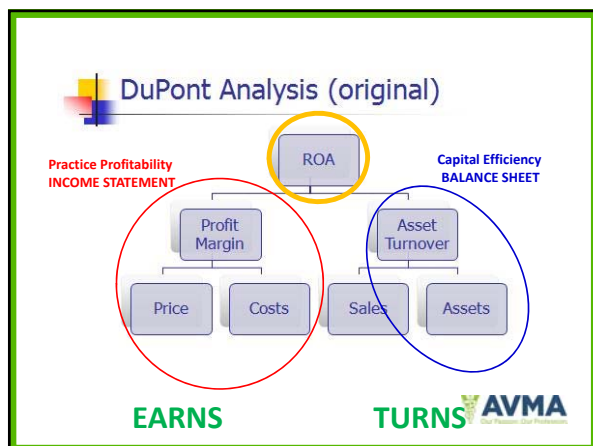 DuPont Analysis (original)
ROA
Practice Profitability
INCOME STATEMENT
Capital Efficiency
BALANCE SHEET
Profit
Margin
Asset
Turnover
Price
Costs
Sales
Assets
EARNS
TURNS
AVMA
Our Passion. Our Profession.